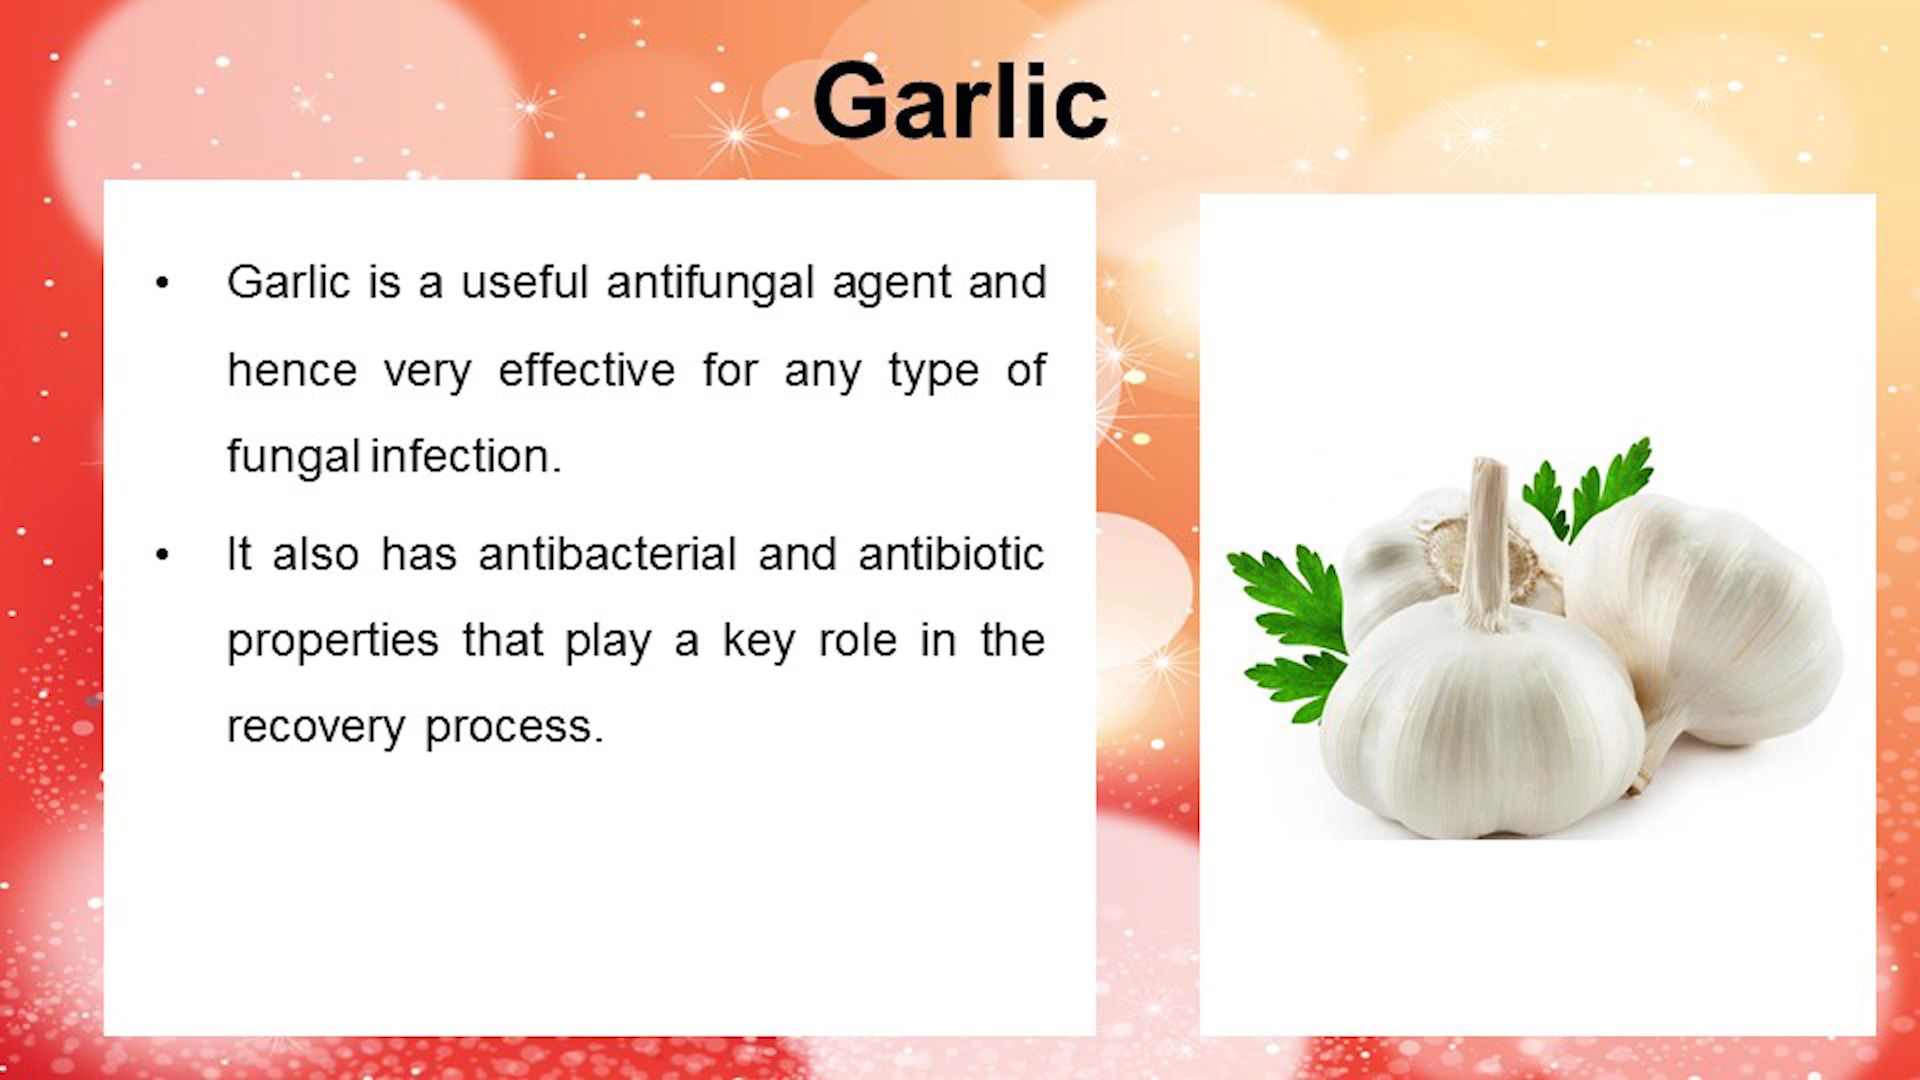 Garlic
• Garlic is a useful antifungal agent and
hence very effective for any type of
fungal infection.
• It also has antibacterial and antibiotic
properties that play a key role in the
recovery process.